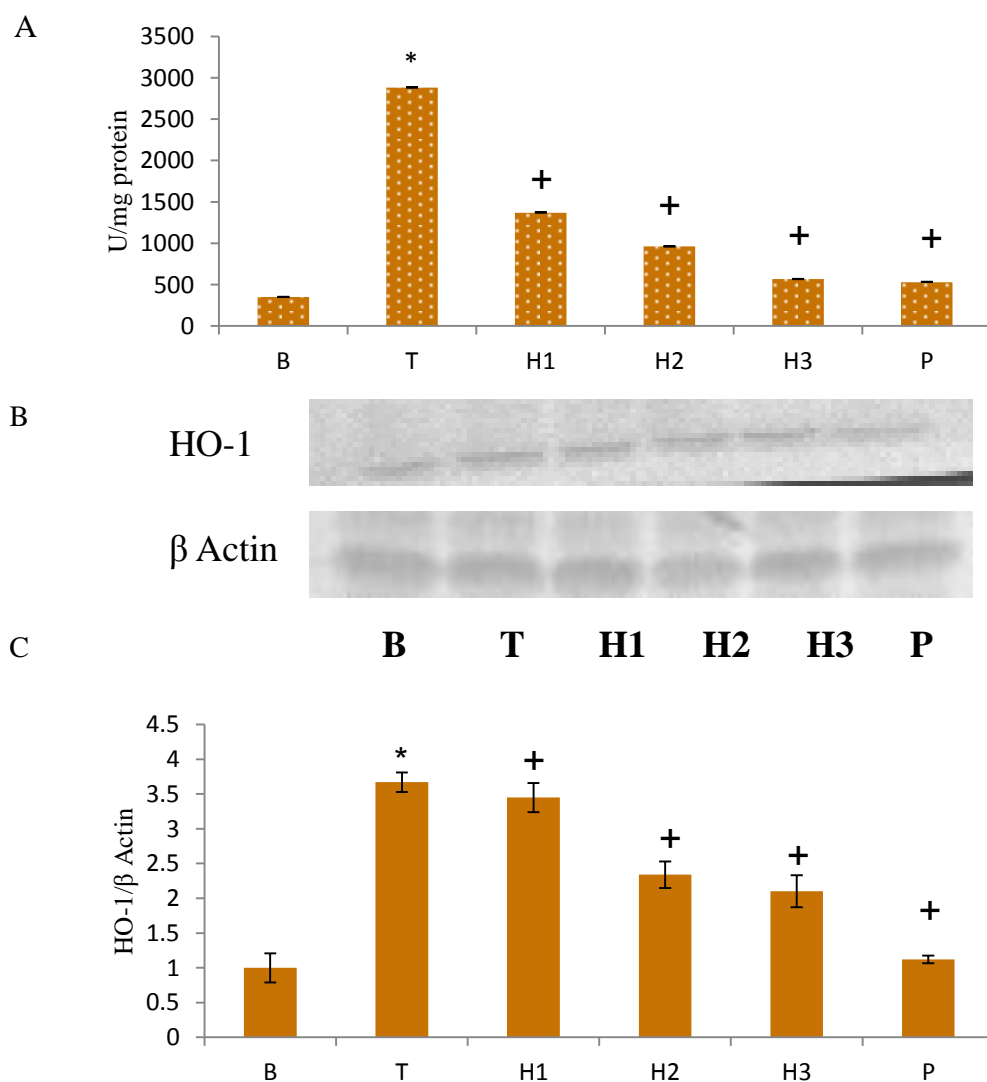 A
U/mg protein
3500
3000
2500
2000
1500
1000
500
0
*
+
+
+
+
B T H1 H2 H3 P
B
HO-1
β Actin
B T H1 H2 H3 P
C
HO-1/β Actin
4.5
4
3.5
3
2.5
2
1.5
1
0.5
0
*
+
+
+
+
B T H1 H2 H3 P